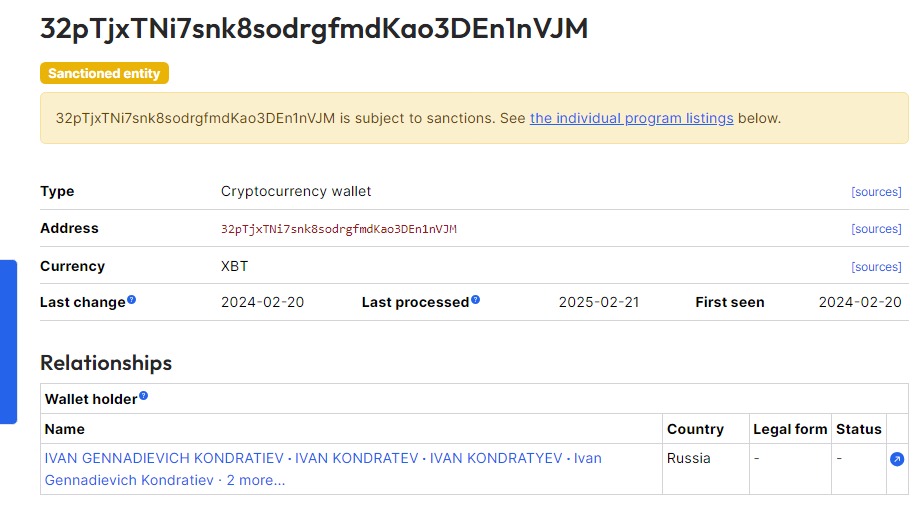 32pTjxTNi7snk8sodrgfmdKao3DEn1nVJM
Sanctioned entity
32pTjxTNi7snk8sodrgfmdKao3DEn1nVJM is subject to sanctions. See the individual program listings below.
Type Cryptocurrency wallet [sources]
Address 32pTjxTNi7snk8sodrgfmdKao3DEn1nVJM [sources]
Currency XBT [sources]
Last change? 2024-02-20 Last processed? 2025-02-21 First seen 2024-02-20
Relationships
Wallet holder?
Name Country Legal form Status
IVAN GENNADIEVICH KONDRATIEV · IVAN KONDRATEV · IVAN KONDRATYEV · Ivan Russia - -
Gennadievich Kondratiev · 2 more...